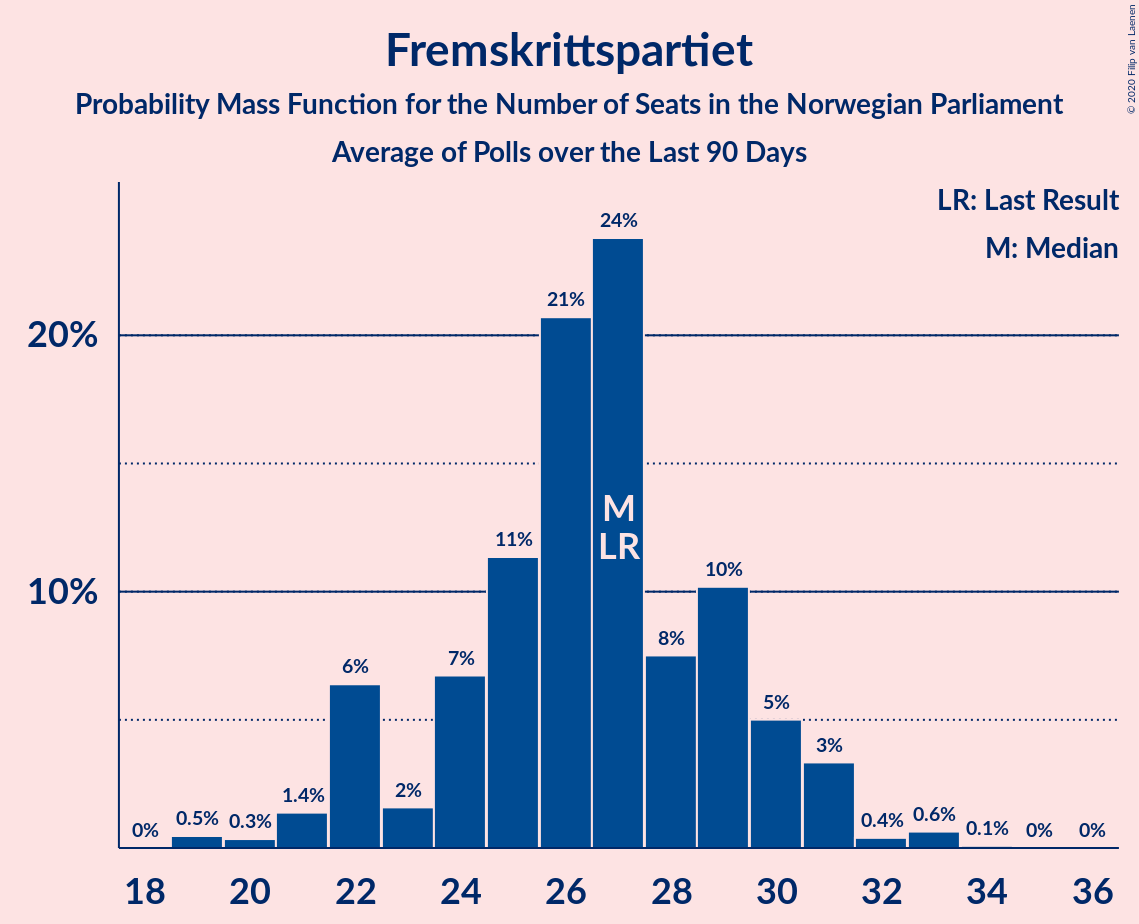 Fremskrittspartiet
Probability Mass Function for the Number of Seats in the Norwegian Parliament
Average of Polls over the Last 90 Days
© 2020 Filip van Laenen
LR: Last Result
M: Median
20%
10%
0%
0.5%
0.3%
1.4%
6%
2%
7%
11%
21%
24%
8%
10%
5%
3%
0.4%
0.6%
0.1%
0%
0%
M
LR
18 20 22 24 26 28 30 32 34 36